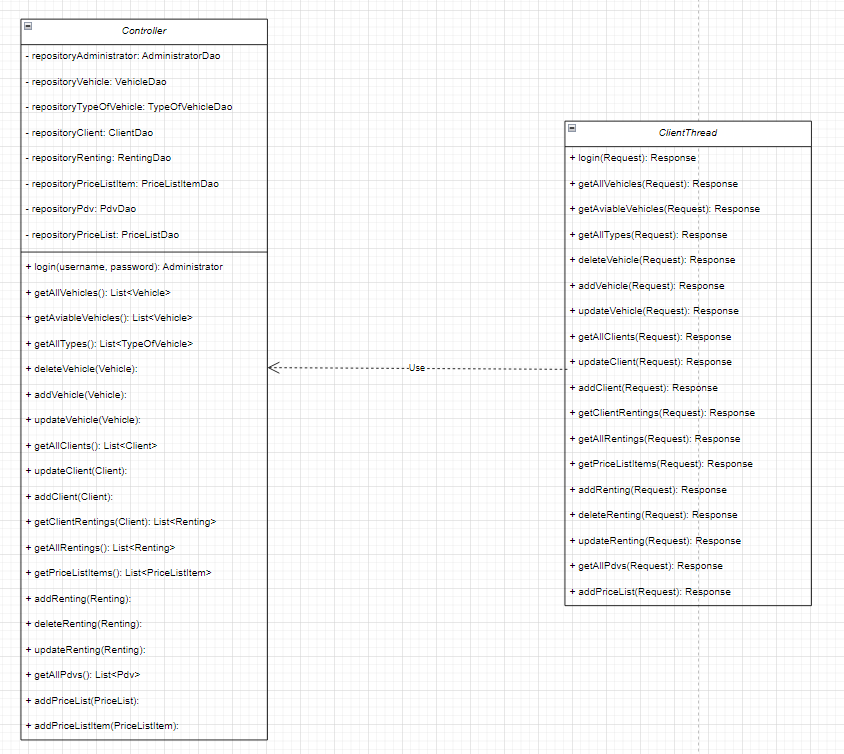 Controller
- repositoryAdministrator: AdministratorDao
- repositoryVehicle: VehicleDao
- repositoryTypeOfVehicle: TypeOfVehicleDao
- repositoryClient: ClientDao
- repositoryRenting: RentingDao
- repositoryPriceListItem: PriceListItemDao
- repositoryPdv: PdvDao
- repositoryPriceList: PriceListDao
+ login(username, password): Administrator
+ getAllVehicles(): List<Vehicle>
+ getAviableVehicles(): List<Vehicle>
+ getAllTypes(): List<TypeOfVehicle>
+ deleteVehicle(Vehicle):
+ addVehicle(Vehicle):
+ updateVehicle(Vehicle):
+ getAllClients(): List<Client>
+ updateClient(Client):
+ addClient(Client):
+ getClientRentings(Client): List<Renting>
+ getAllRentings(): List<Renting>
+ getPriceListItems(): List<PriceListItem>
+ addRenting(Renting):
+ deleteRenting(Renting):
+ updateRenting(Renting):
+ getAllPdvs(): List<Pdv>
+ addPriceList(PriceList):
+ addPriceListItem(PriceListItem):
Use
ClientThread
+ login(Request): Response
+ getAllVehicles(Request): Response
+ getAviableVehicles(Request): Response
+ getAllTypes(Request): Response
+ deleteVehicle(Request): Response
+ addVehicle(Request): Response
+ updateVehicle(Request): Response
+ getAllClients(Request): Response
+ updateClient(Request): Response
+ addClient(Request): Response
+ getClientRentings(Request): Response
+ getAllRentings(Request): Response
+ getPriceListItems(Request): Response
+ addRenting(Request): Response
+ deleteRenting(Request): Response
+ updateRenting(Request): Response
+ getAllPdvs(Request): Response
+ addPriceList(Request): Response